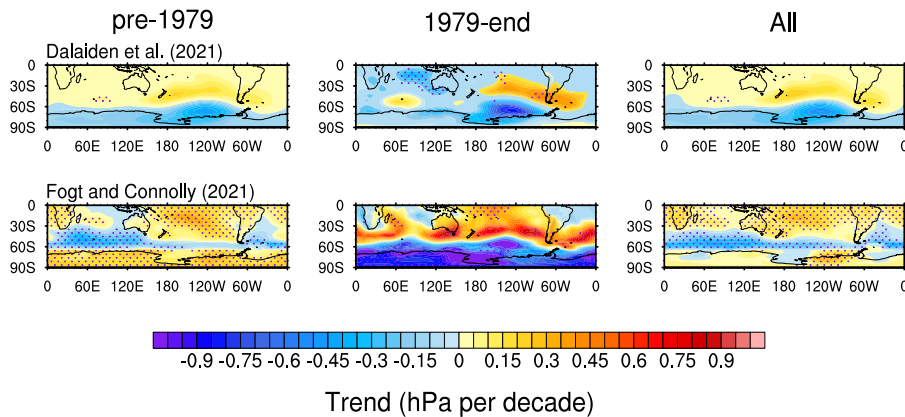 pre-1979 1979-end All
Dalaiden et al. (2021)
0 0 0
30S 30S 30S
60S 60S 60S
90S 90S 90S
0 60E 120E 180 120W 60W 0 0 60E 120E 180 120W 60W 0 0 60E 120E 180 120W 60W 0
Fogt and Connolly (2021)
0 0 0
30S 30S 30S
60S 60S 60S
90S 90S 90S
0 60E 120E 180 120W 60W 0 0 60E 120E 180 120W 60W 0 0 60E 120E 180 120W 60W 0
-0.9 -0.75 -0.6 -0.45 -0.3 -0.15 0 0.15 0.3 0.45 0.6 0.75 0.9
Trend (hPa per decade)